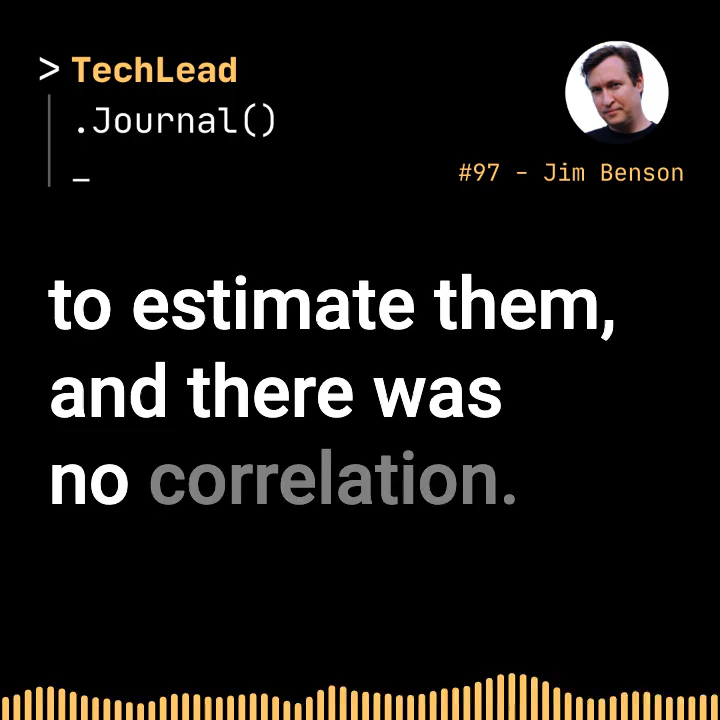 > TechLead
.Journal()
_
#97 - Jim Benson
to estimate them,
and there was
no correlation.